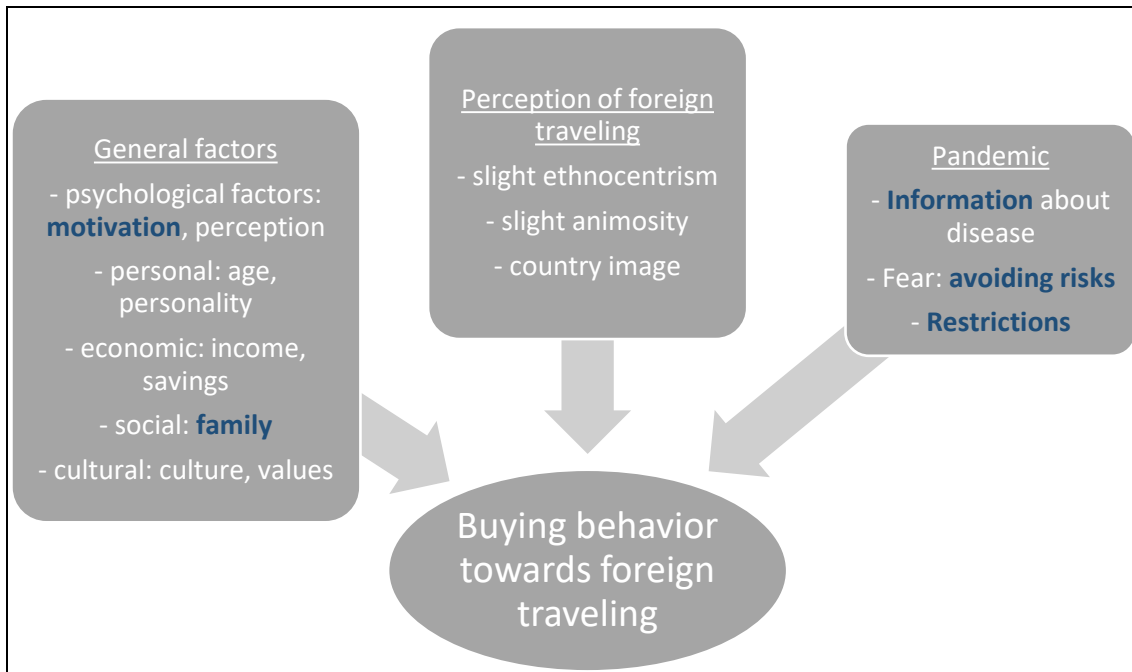 General factors
- psychological factors:
motivation, perception
- personal: age,
personality
- economic: income,
savings
- social: family
- cultural: culture, values
Perception of foreign
traveling
- slight ethnocentrism
- slight animosity
- country image
Pandemic
- Information about
disease
- Fear: avoiding risks
- Restrictions
Buying behavior
towards foreign
traveling